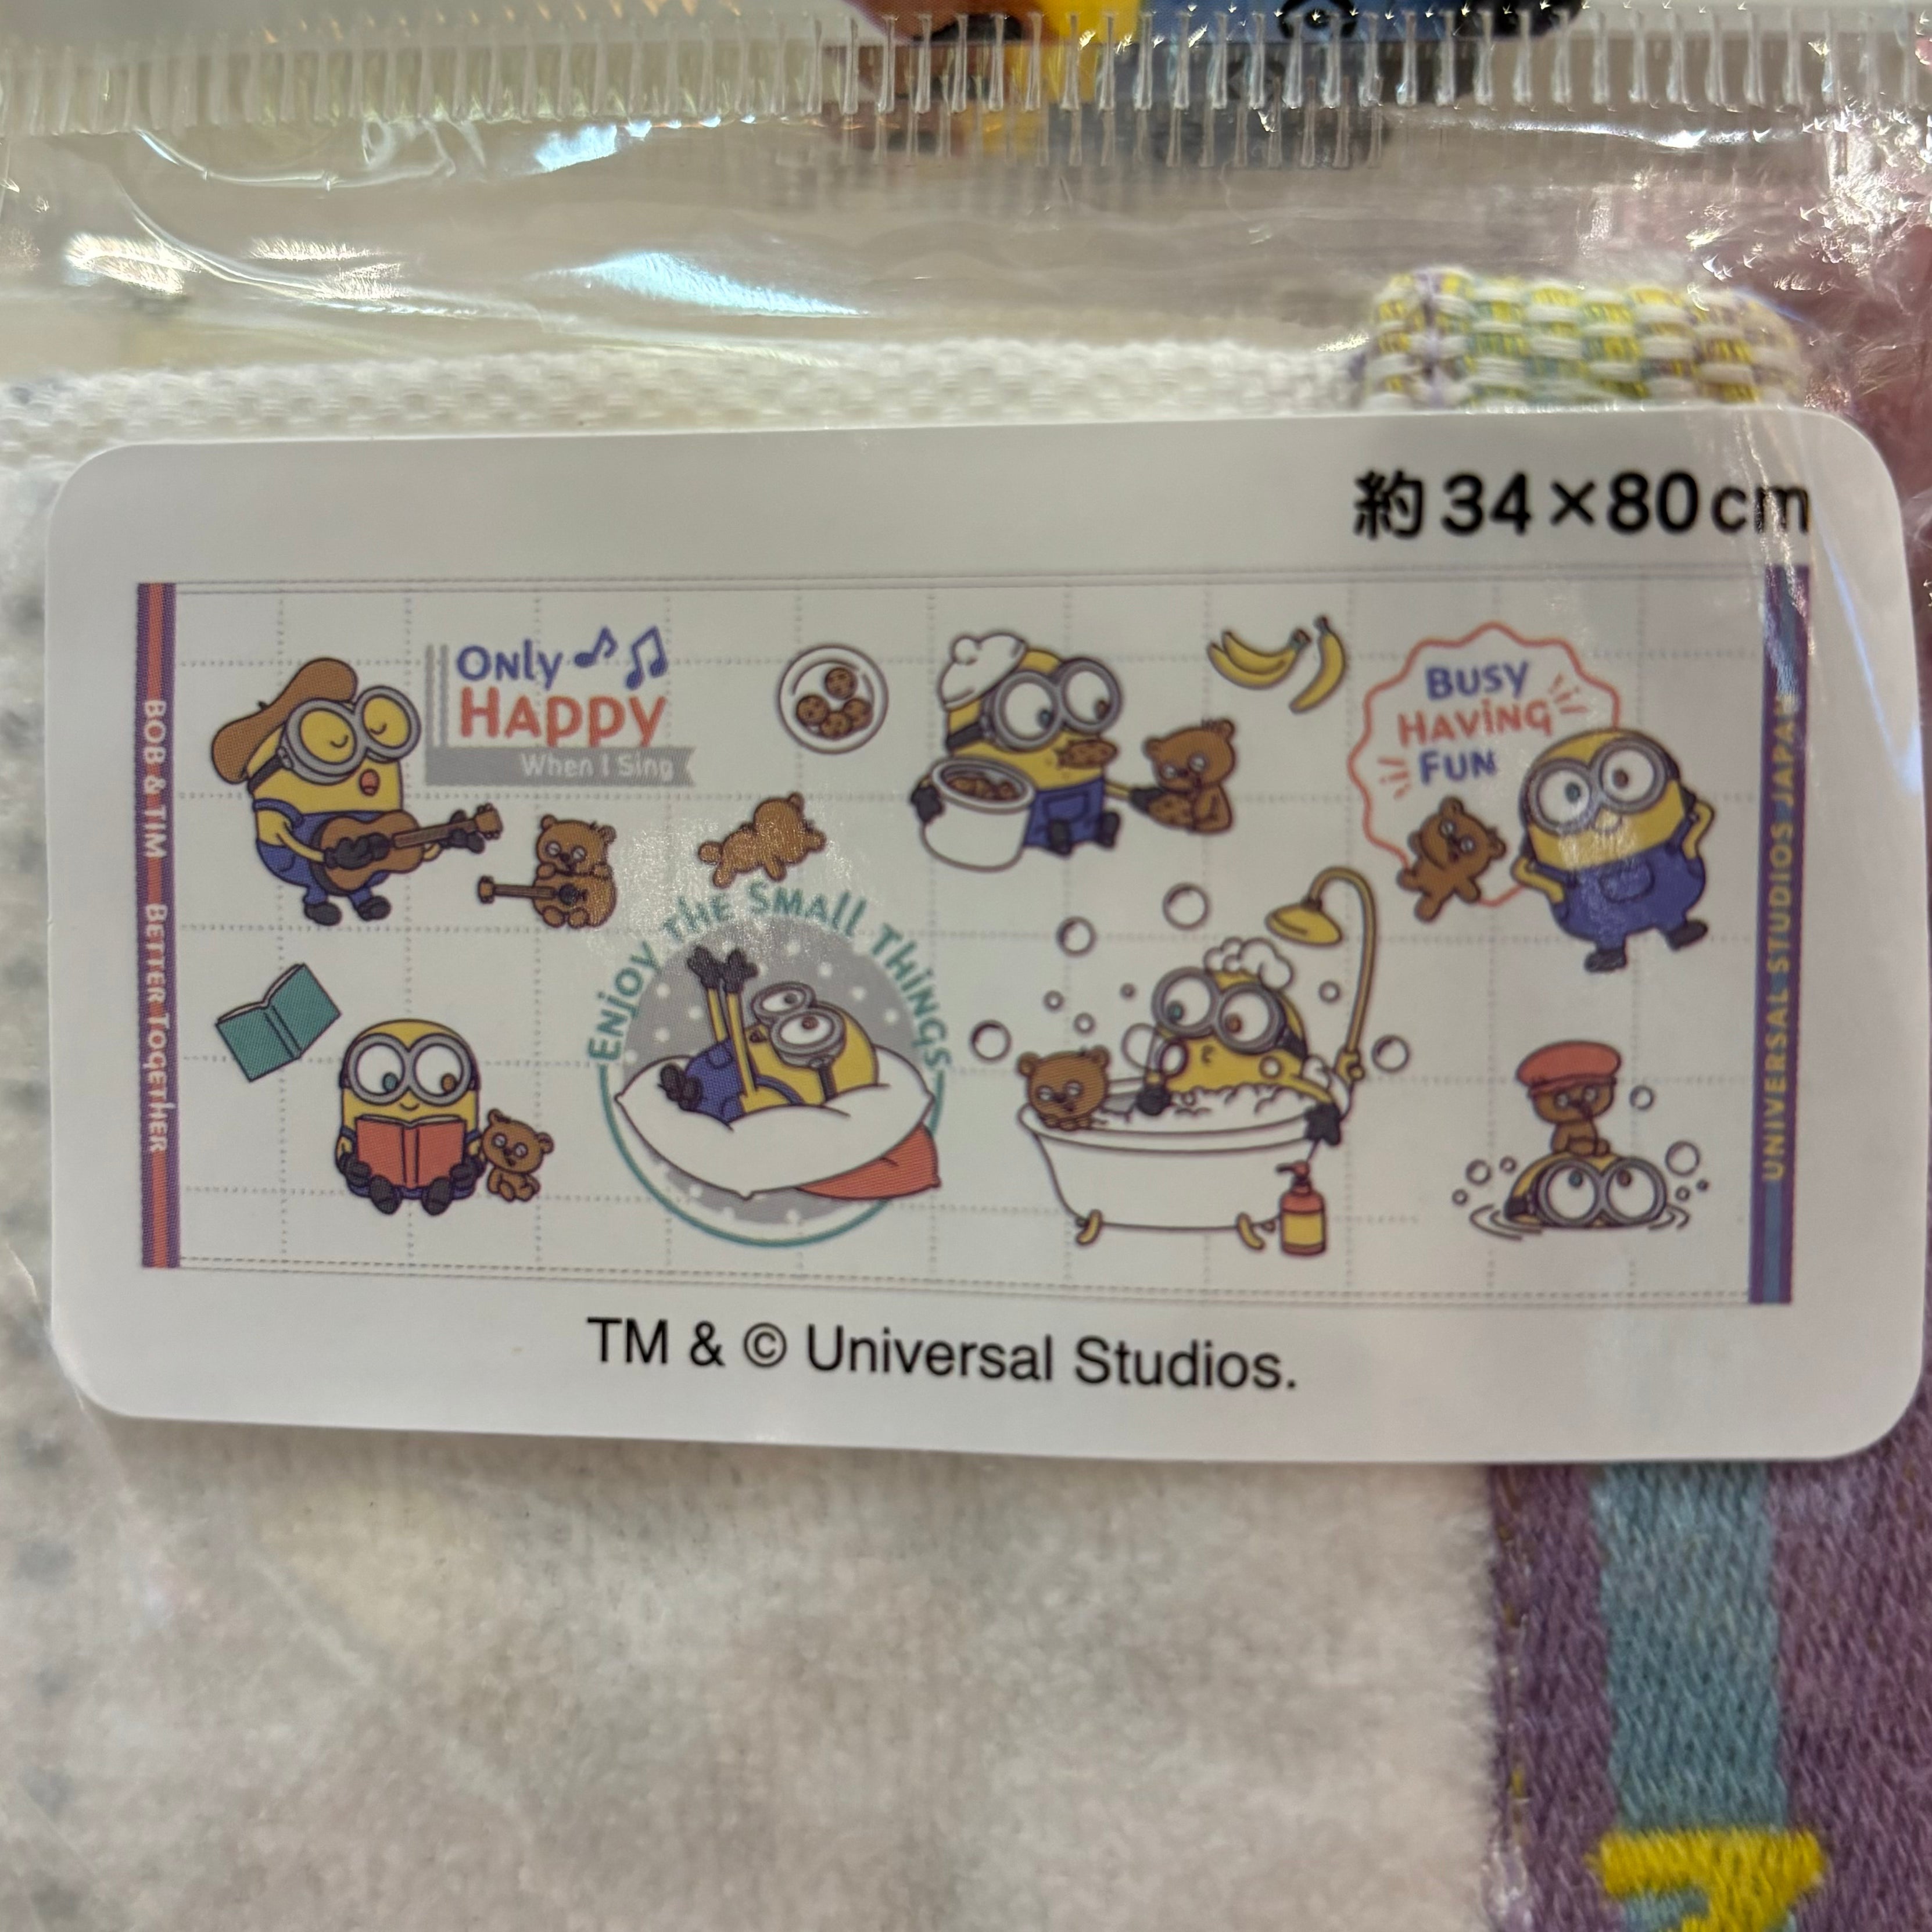 約34×80cm
Only
HAPPY
When I Sing
BUSY
HAVING
FUN
BOB & TIM BETTER TOGETHER
ENJOY THE SMALL THINGS
UNIVERSAL STUDIOS JAPAN
TM & © Universal Studios.